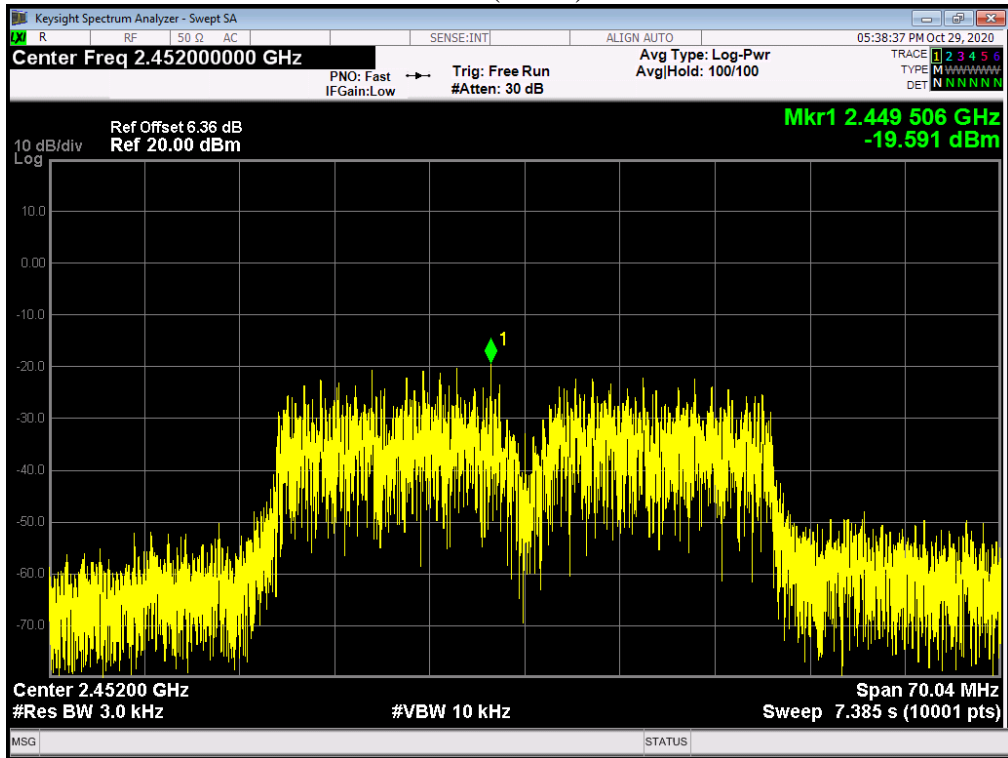 Keysight Spectrum Analyzer - Swept SA
LXI R RF 50 Ω AC SENSE:INT ALIGN AUTO 05:38:37 PM Oct 29, 2020
Center Freq 2.452000000 GHz
PNO: Fast
IFGain:Low
Trig: Free Run
#Atten: 30 dB
Avg Type: Log-Pwr
Avg|Hold: 100/100
TRACE 1 2 3 4 5 6
TYPE M WWWWW
DET N N N N N N
Mkr1 2.449 506 GHz
-19.591 dBm
Ref Offset 6.36 dB
10 dB/div Ref 20.00 dBm
Log
10.0
0.00
-10.0
1
-20.0
-30.0
-40.0
-50.0
-60.0
-70.0
Center 2.45200 GHz Span 70.04 MHz
#Res BW 3.0 kHz #VBW 10 kHz Sweep 7.385 s (10001 pts)
MSG STATUS